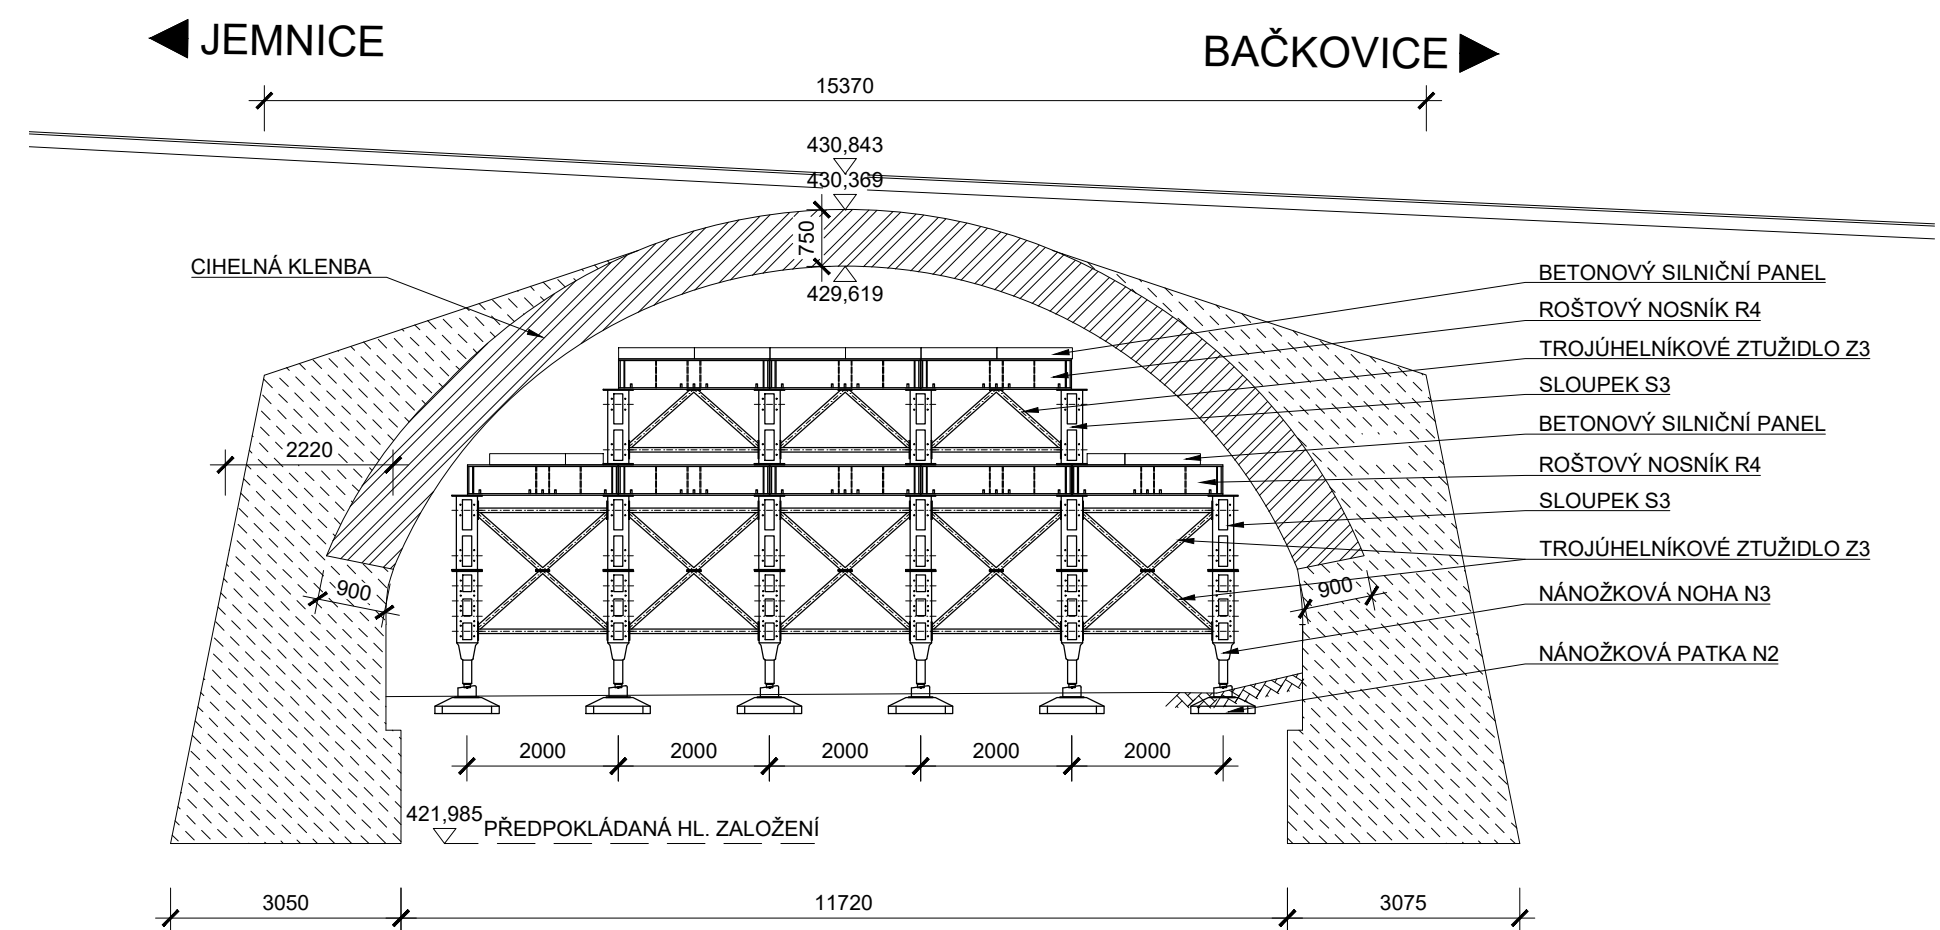 JEMNICE
BAČKOVICE
15370
430,843
430,369
750
CIHELNÁ KLENBA
429,619
BETONOVÝ SILNIČNÍ PANEL
ROŠTOVÝ NOSNÍK R4
TROJÚHELNÍKOVÉ ZTUŽIDLO Z3
SLOUPEK S3
BETONOVÝ SILNIČNÍ PANEL
2220
ROŠTOVÝ NOSNÍK R4
SLOUPEK S3
TROJÚHELNÍKOVÉ ZTUŽIDLO Z3
900
900
NÁNOŽKOVÁ NOHA N3
NÁNOŽKOVÁ PATKA N2
2000
2000
2000
2000
2000
421,985
PŘEDPOKLÁDANÁ HL. ZALOŽENÍ
3050
11720
3075